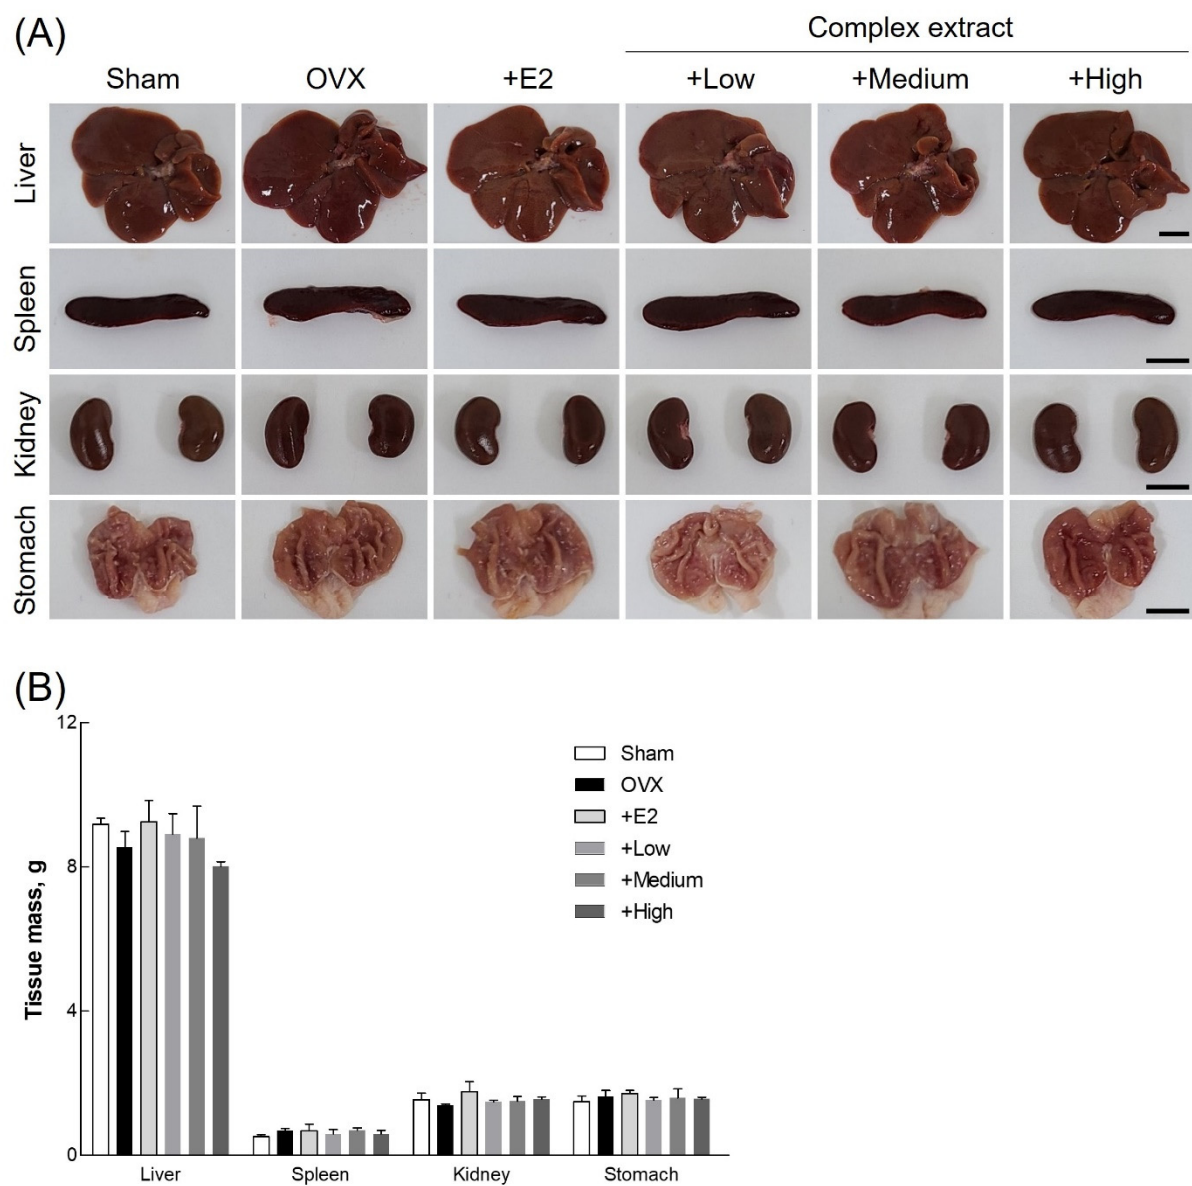 (A)
Complex extract
Sham OVX +E2 +Low +Medium +High
Liver
Spleen
Kidney
Stomach
(B)
12
8
4
0
Tissue mass, g
Sham
OVX
+E2
+Low
+Medium
+High
Liver Spleen Kidney Stomach